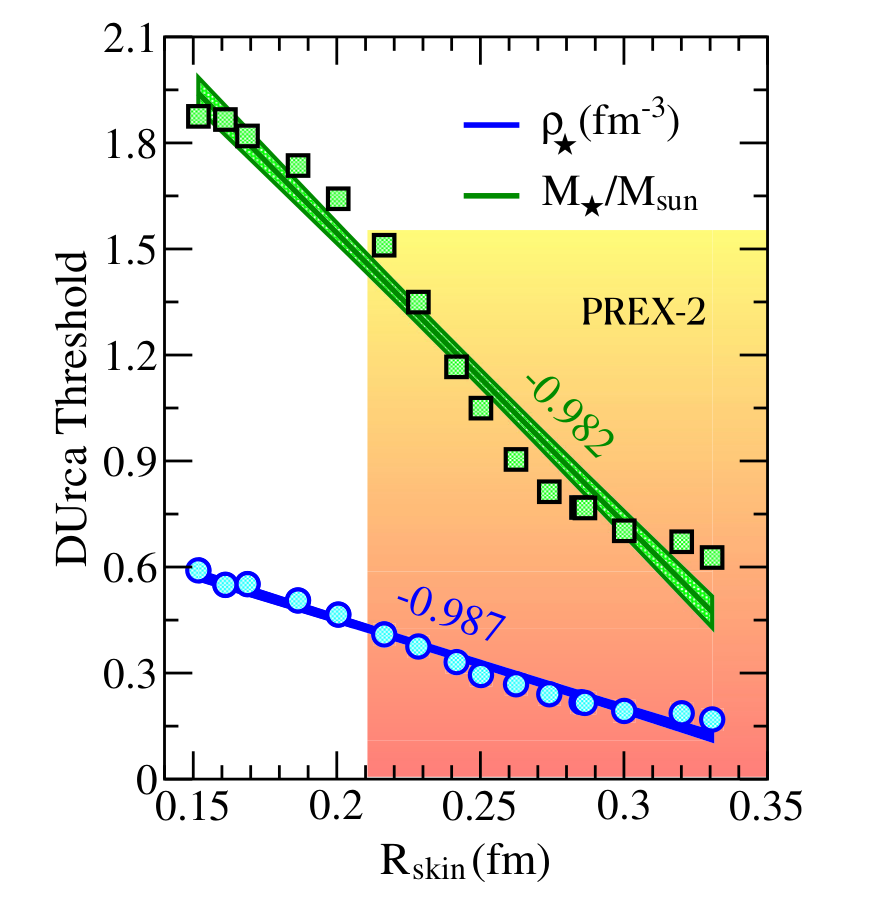 2.1
1.8
1.5
1.2
0.9
0.6
0.3
0
DUrca Threshold
ρ★(fm⁻³)
M★/Msun
PREX-2
-0.982
-0.987
0.15 0.2 0.25 0.3 0.35
Rskin(fm)